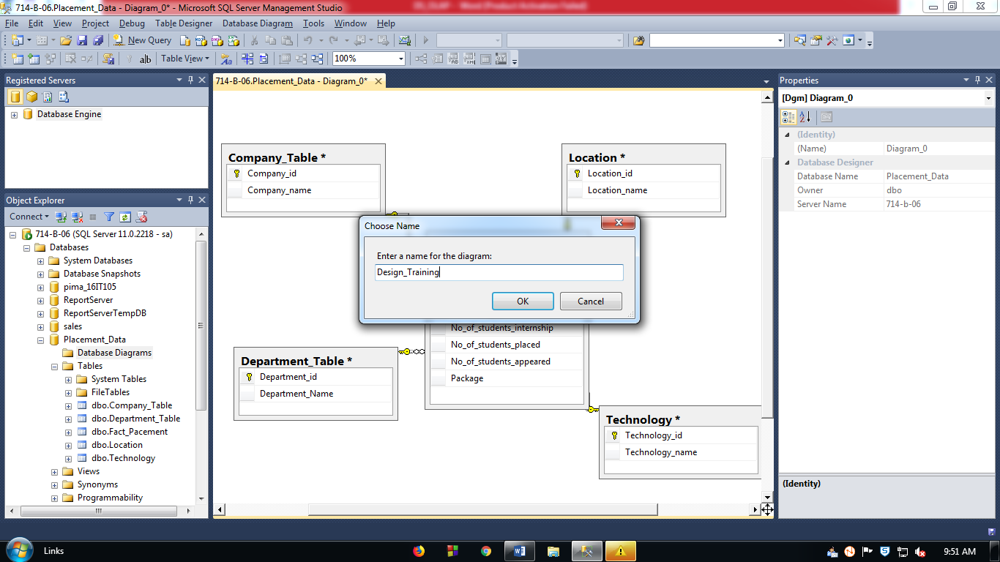 714-B-06.Placement_Data - Diagram_0* - Microsoft SQL Server Management Studio
File Edit View Project Debug Table Designer Database Diagram Tools Window Help
New Query
Table View 100%
Registered Servers
Database Engine
Object Explorer
Connect
714-B-06 (SQL Server 11.0.2218 - sa)
Databases
System Databases
Database Snapshots
pima_16IT105
ReportServer
ReportServerTempDB
sales
Placement_Data
Database Diagrams
Tables
System Tables
FileTables
dbo.Company_Table
dbo.Department_Table
dbo.Fact_Pacement
dbo.Location
dbo.Technology
Views
Synonyms
Programmability
714-B-06.Placement_Data - Diagram_0*
Company_Table *
Company_id
Company_name
Location *
Location_id
Location_name
Choose Name
Enter a name for the diagram:
Design_Training
OK Cancel
No_of_students_internship
No_of_students_placed
No_of_students_appeared
Package
Department_Table *
Department_id
Department_Name
Technology *
Technology_id
Technology_name
Properties
[Dgm] Diagram_0
(Identity)
(Name) Diagram_0
Database Designer
Database Name Placement_Data
Owner dbo
Server Name 714-b-06
(Identity)
Links
9:51 AM